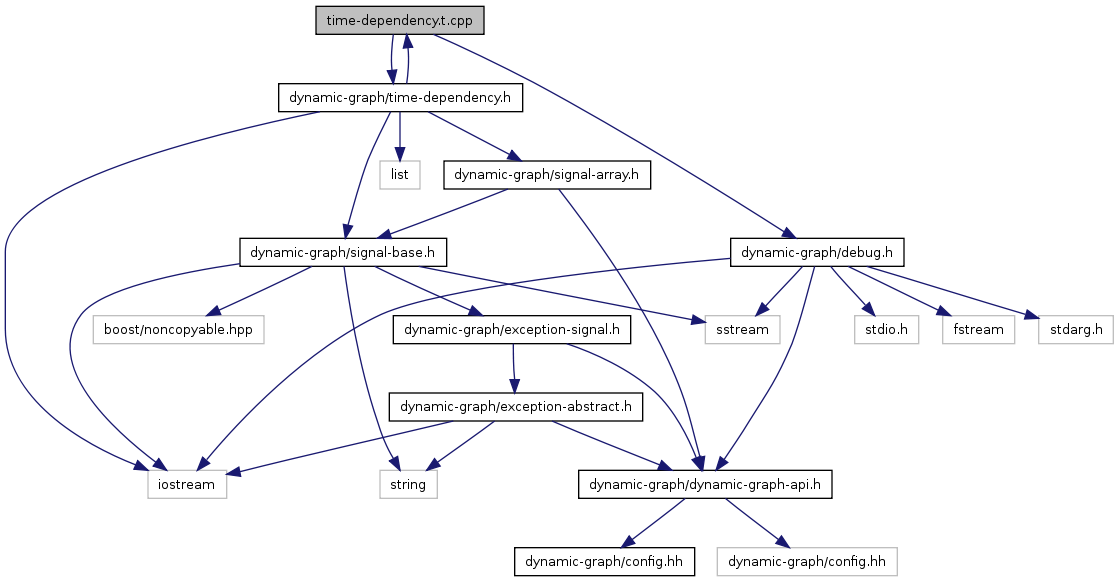 time-dependency.t.cpp
dynamic-graph/time-dependency.h
list
dynamic-graph/signal-array.h
dynamic-graph/signal-base.h
dynamic-graph/debug.h
boost/noncopyable.hpp
dynamic-graph/exception-signal.h
sstream
stdio.h
fstream
stdarg.h
dynamic-graph/exception-abstract.h
iostream
string
dynamic-graph/dynamic-graph-api.h
dynamic-graph/config.hh
dynamic-graph/config.hh